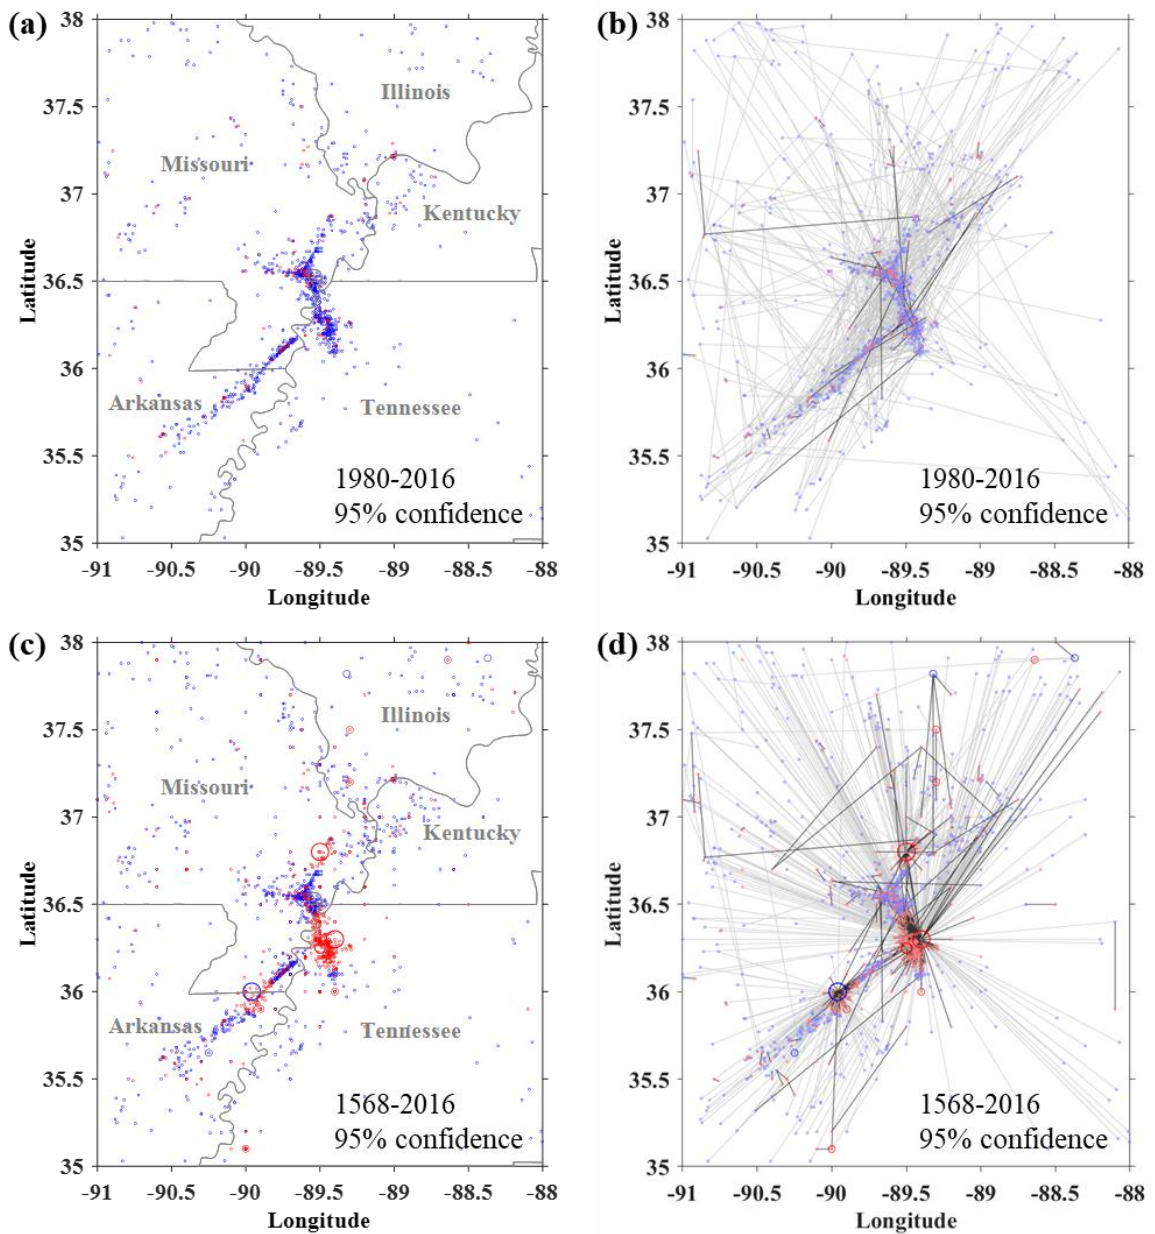 (a)
38
37.5
37
36.5
36
35.5
35
Latitude
Illinois
Missouri
Kentucky
Arkansas
Tennessee
1980-2016
95% confidence
-91 -90.5 -90 -89.5 -89 -88.5 -88
Longitude
(b)
38
37.5
37
36.5
36
35.5
35
Latitude
1980-2016
95% confidence
-91 -90.5 -90 -89.5 -89 -88.5 -88
Longitude
(c)
38
37.5
37
36.5
36
35.5
35
Latitude
Illinois
Missouri
Kentucky
Arkansas
Tennessee
1568-2016
95% confidence
-91 -90.5 -90 -89.5 -89 -88.5 -88
Longitude
(d)
38
37.5
37
36.5
36
35.5
35
Latitude
1568-2016
95% confidence
-91 -90.5 -90 -89.5 -89 -88.5 -88
Longitude